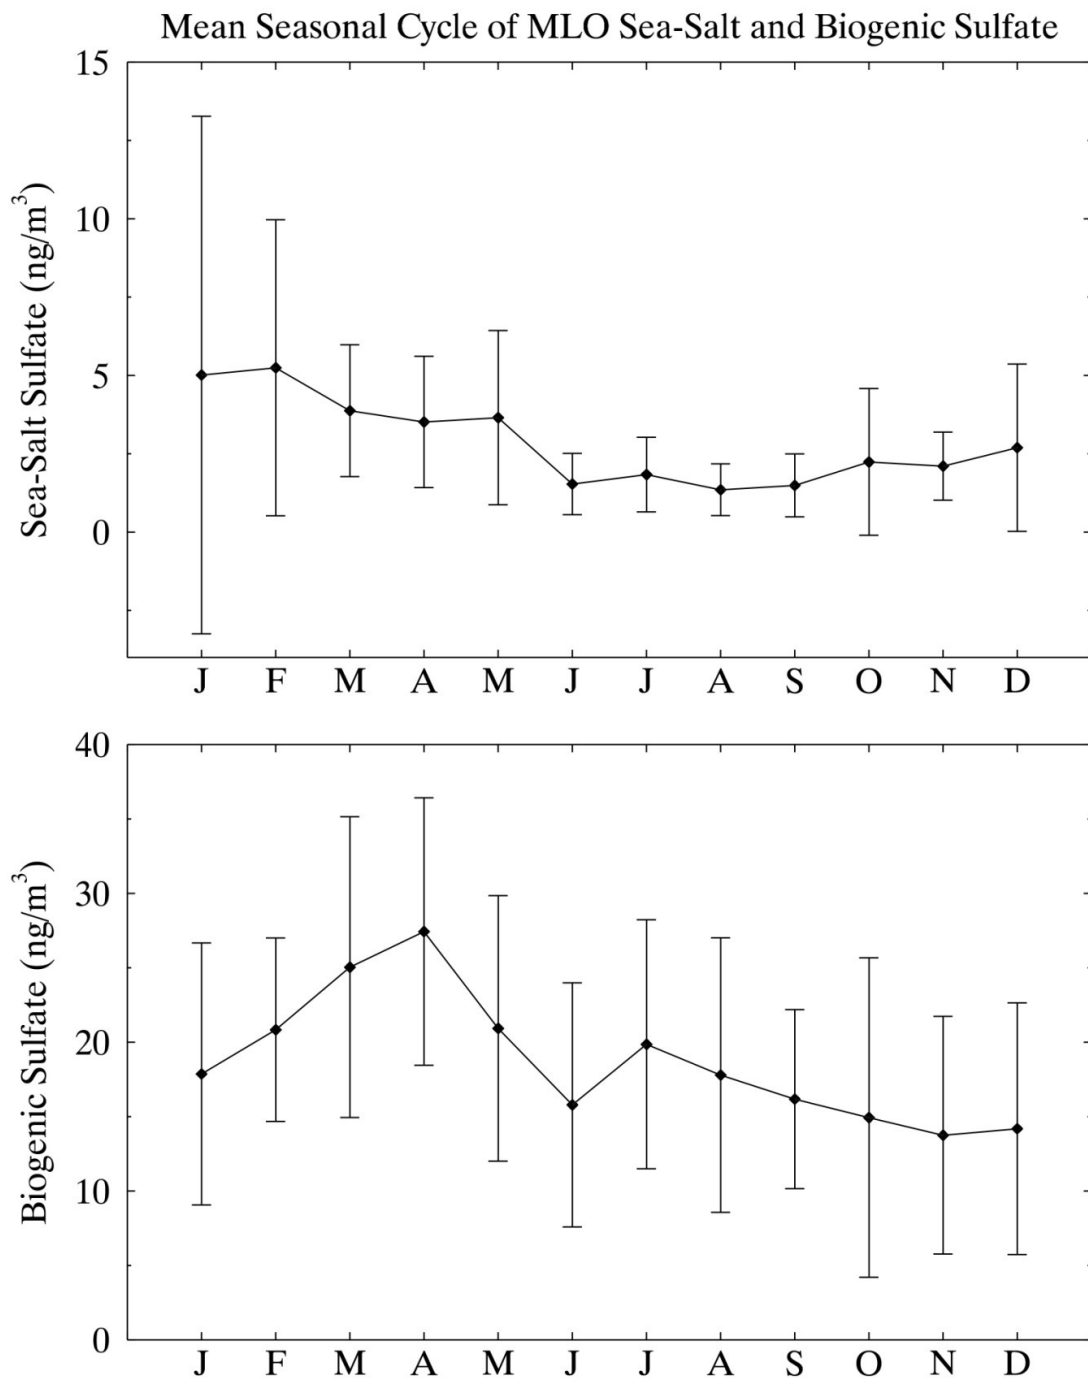 Mean Seasonal Cycle of MLO Sea-Salt and Biogenic Sulfate
15
10
5
0
Sea-Salt Sulfate (ng/m³)
J F M A M J J A S O N D
40
30
20
10
0
Biogenic Sulfate (ng/m³)
J F M A M J J A S O N D